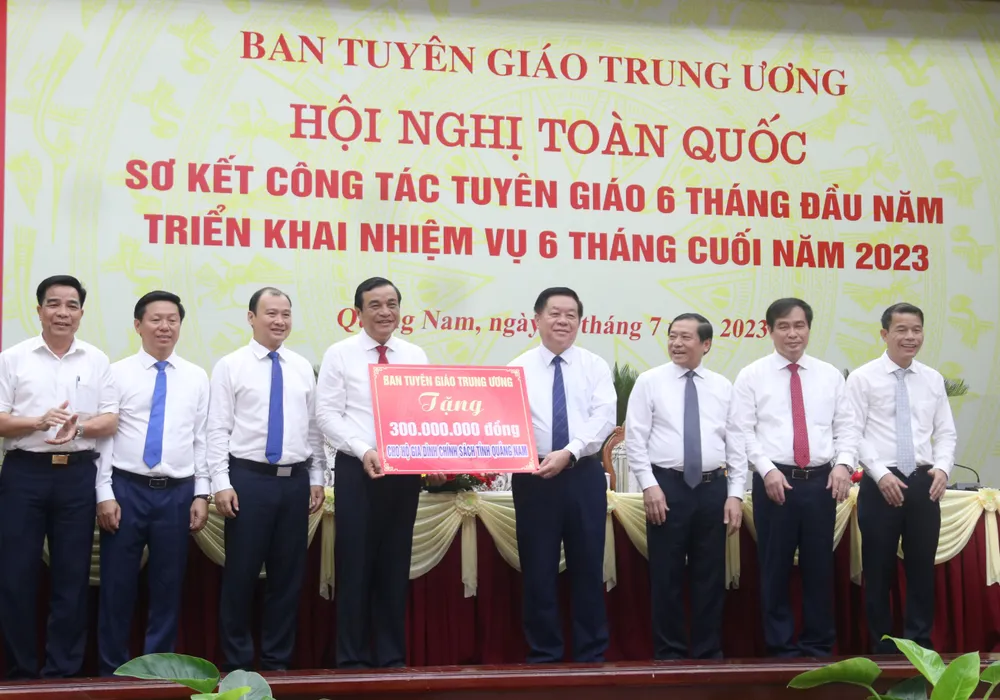 BAN TUYÊN GIÁO TRUNG ƯƠNG
HỘI NGHỊ TOÀN QUỐC
SƠ KẾT CÔNG TÁC TUYÊN GIÁO 6 THÁNG ĐẦU NĂM
TRIỂN KHAI NHIỆM VỤ 6 THÁNG CUỐI NĂM 2023
Nam, ngày tháng 7 2023
BAN TUYÊN GIÁO TRUNG ƯƠNG
Tặng
300.000.000 đồng
CHO HỘ GIA ĐÌNH CHÍNH SÁCH TỈNH QUẢNG NAM